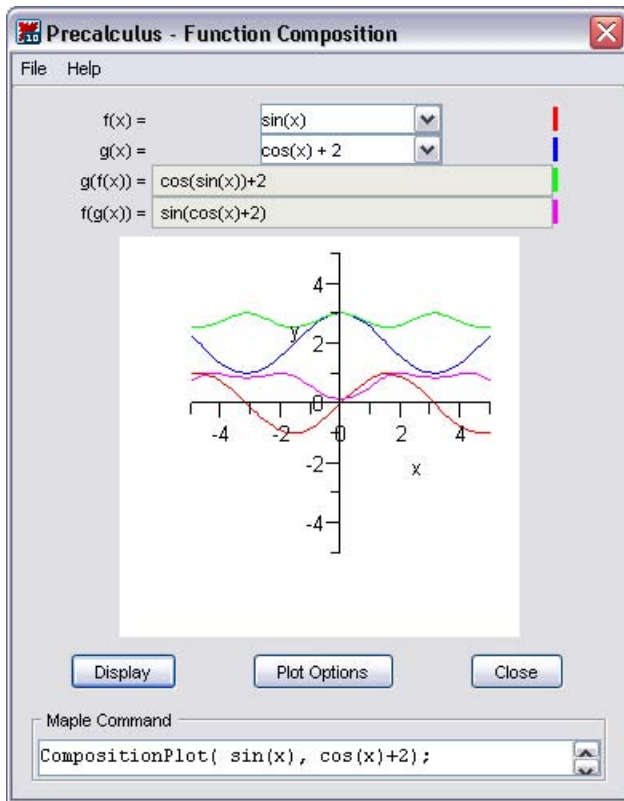 Precalculus - Function Composition
File Help
f(x) = sin(x)
g(x) = cos(x) + 2
g(f(x)) = cos(sin(x))+2
f(g(x)) = sin(cos(x)+2)
4
y
2
0
-4 -2 0 2 4
x
-2
-4
Display Plot Options Close
Maple Command
CompositionPlot( sin(x), cos(x)+2);